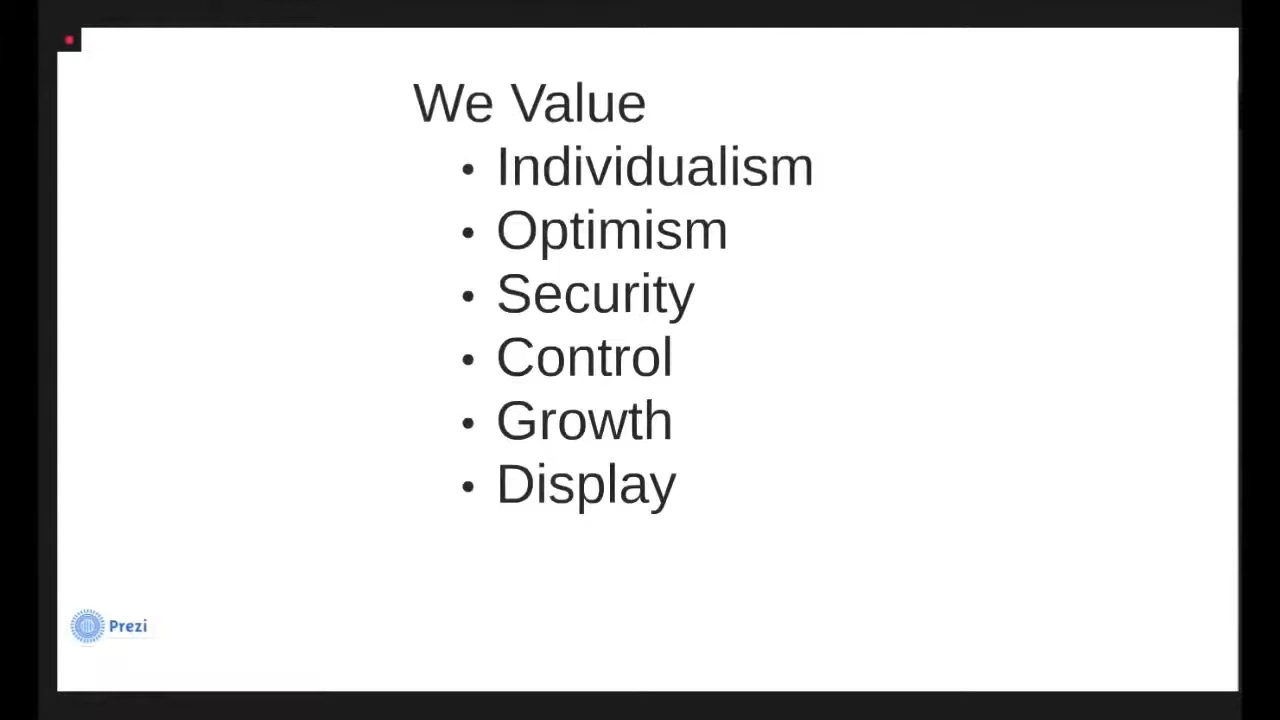 We Value
• Individualism
• Optimism
• Security
• Control
• Growth
• Display
Prezi